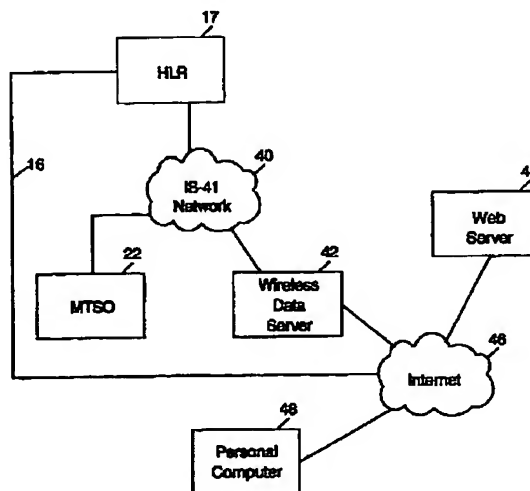 17
HLR
16
40
IS-41
Network
22
MTSO
42
Wireless
Data
Server
4
Web
Server
46
Internet
48
Personal
Computer